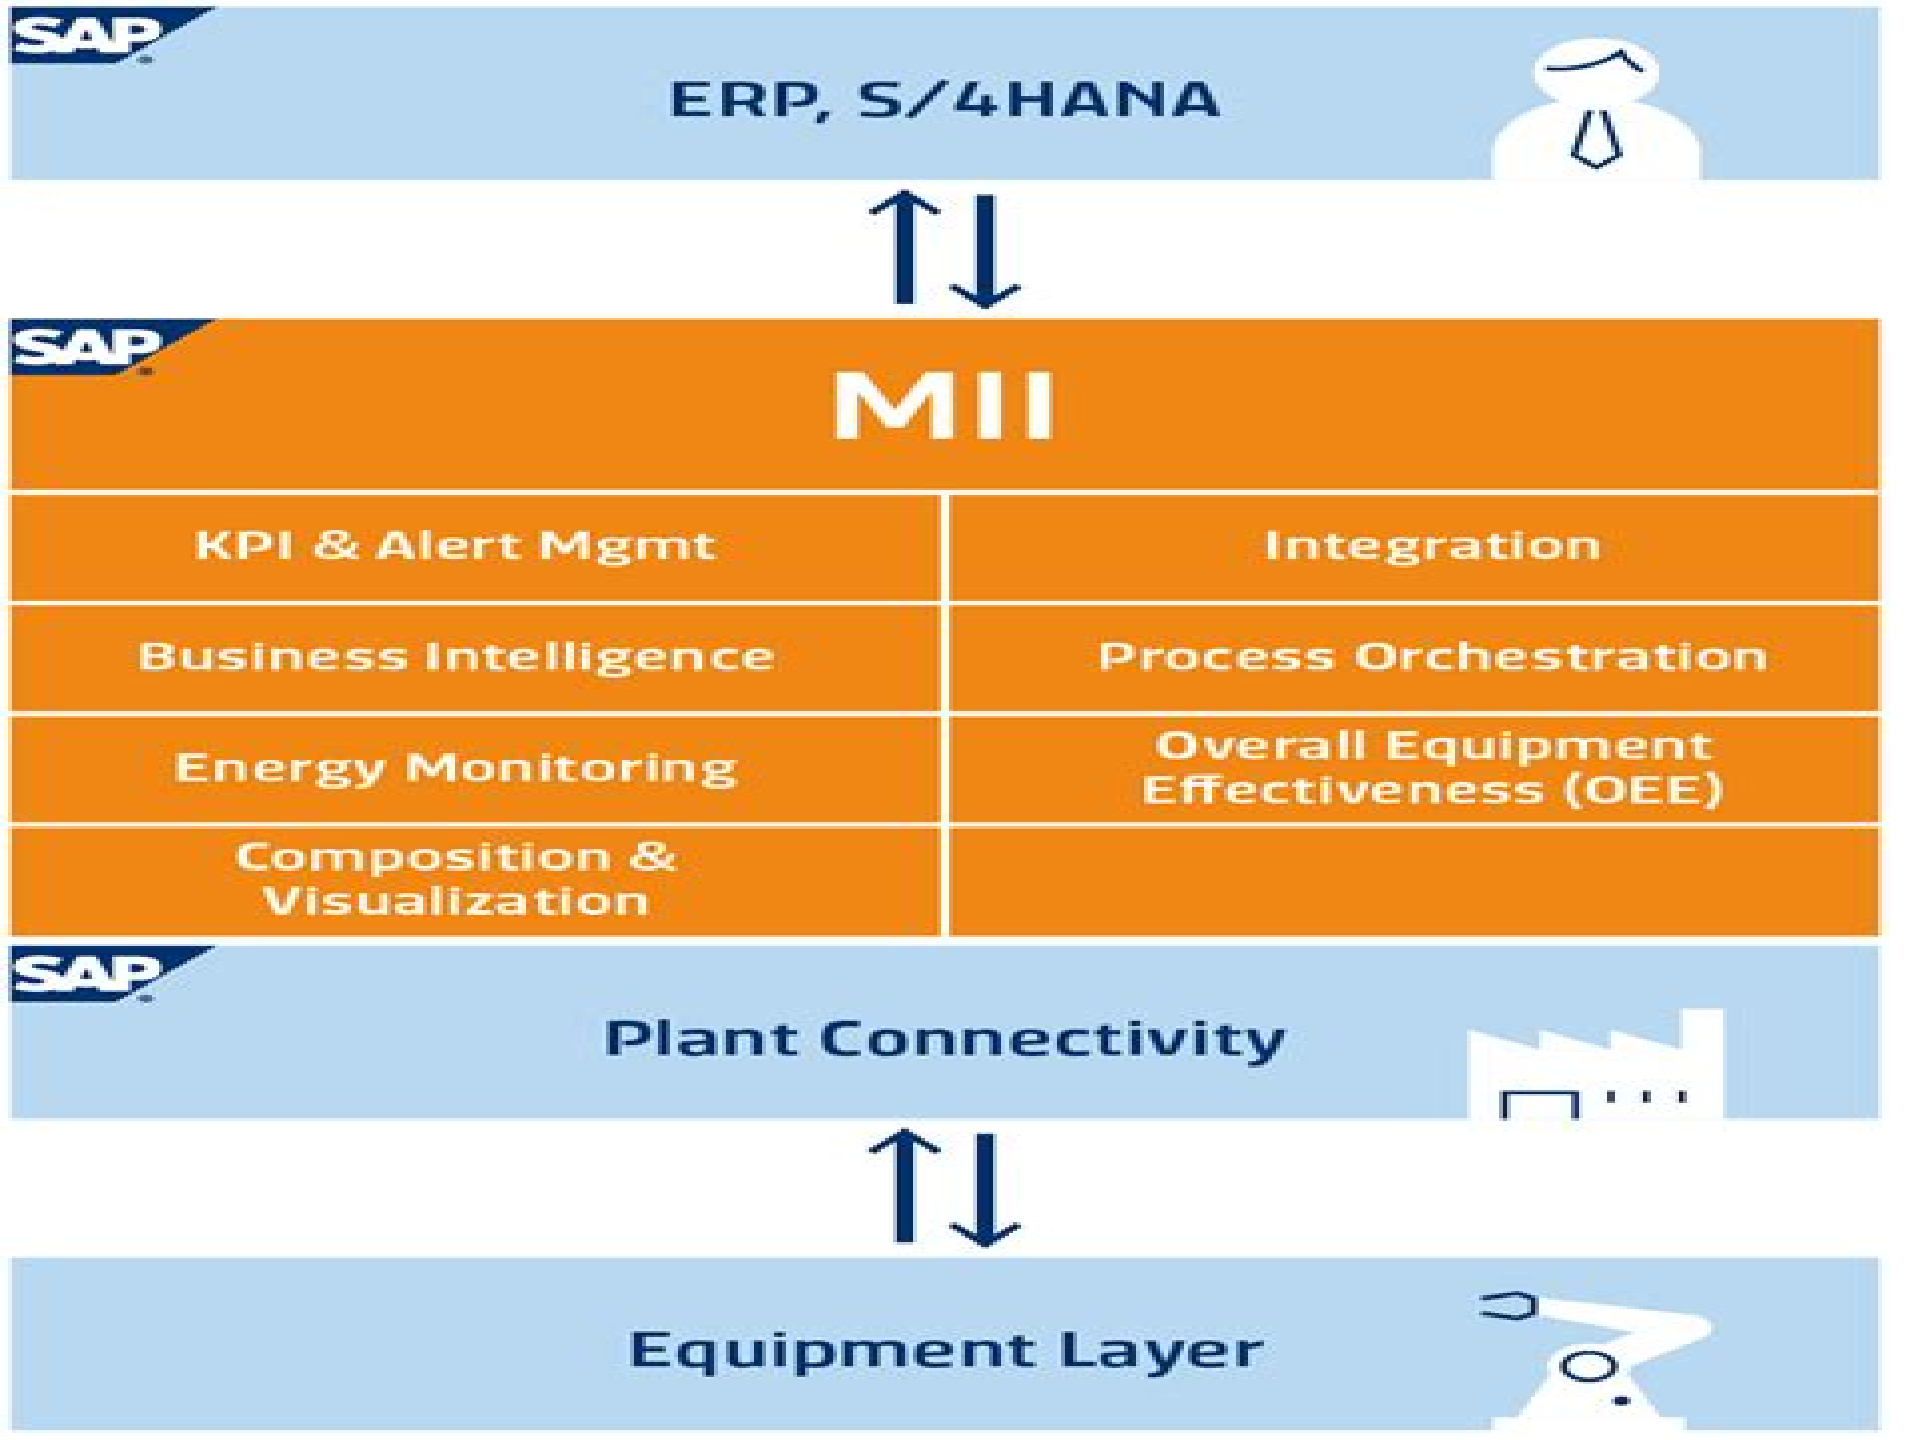 SAP
ERP, S/4HANA
SAP
MII
KPI & Alert Mgmt
Integration
Business Intelligence
Process Orchestration
Energy Monitoring
Overall Equipment
Effectiveness (OEE)
Composition &
Visualization
SAP
Plant Connectivity
Equipment Layer